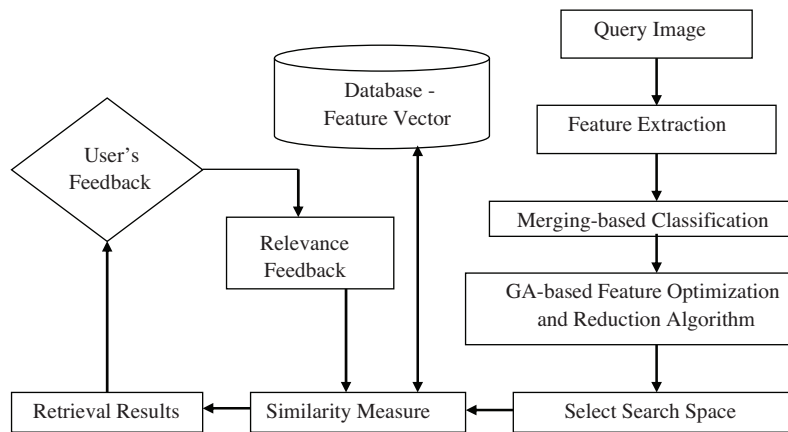 Query Image
Database -
Feature Vector
Feature Extraction
User's
Feedback
Merging-based Classification
Relevance
Feedback
GA-based Feature Optimization
and Reduction Algorithm
Retrieval Results
Similarity Measure
Select Search Space